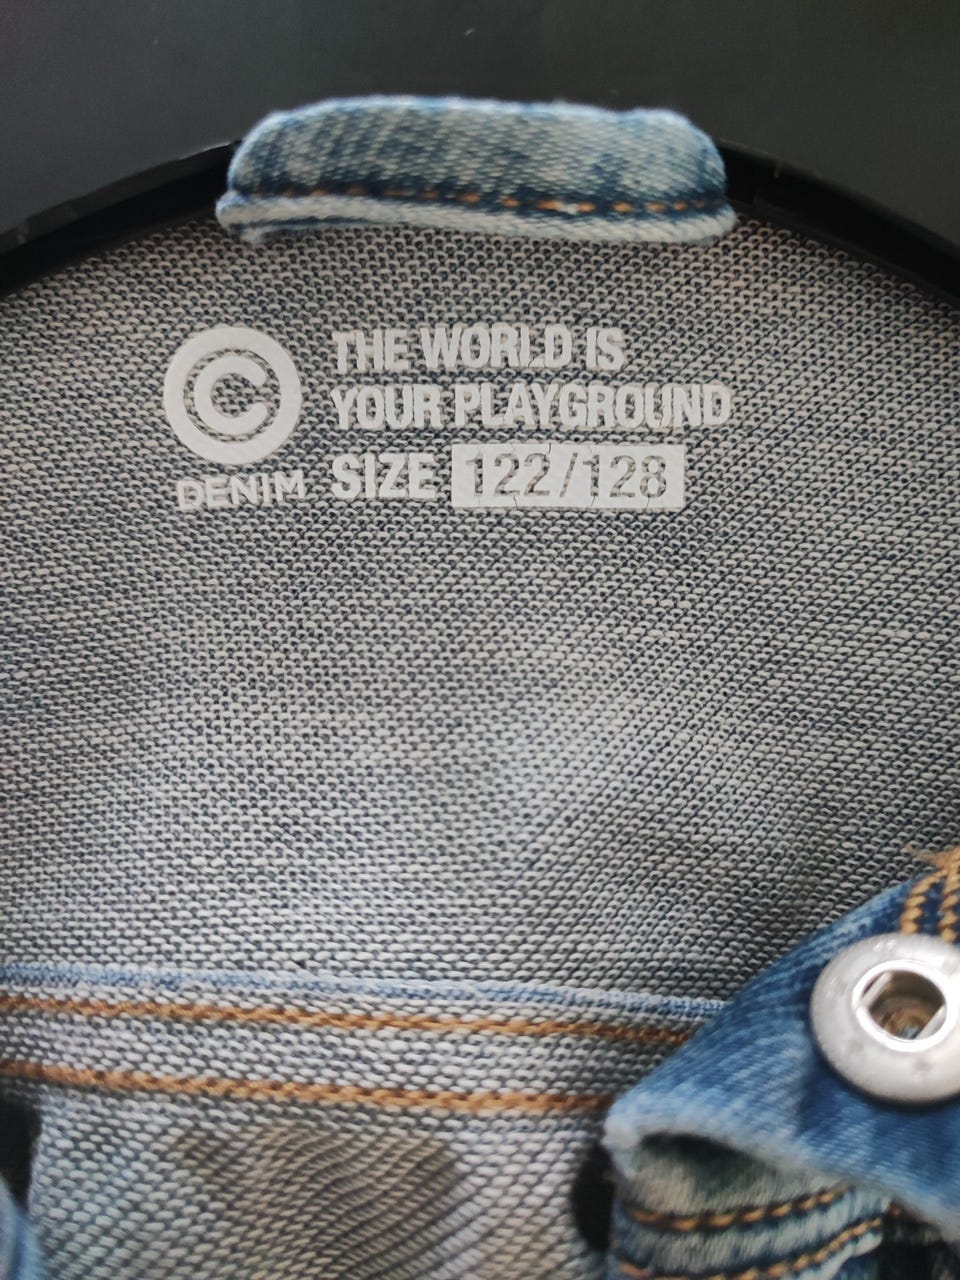 ©
DENIM
THE WORLD IS
YOUR PLAYGROUND
SIZE 122/128